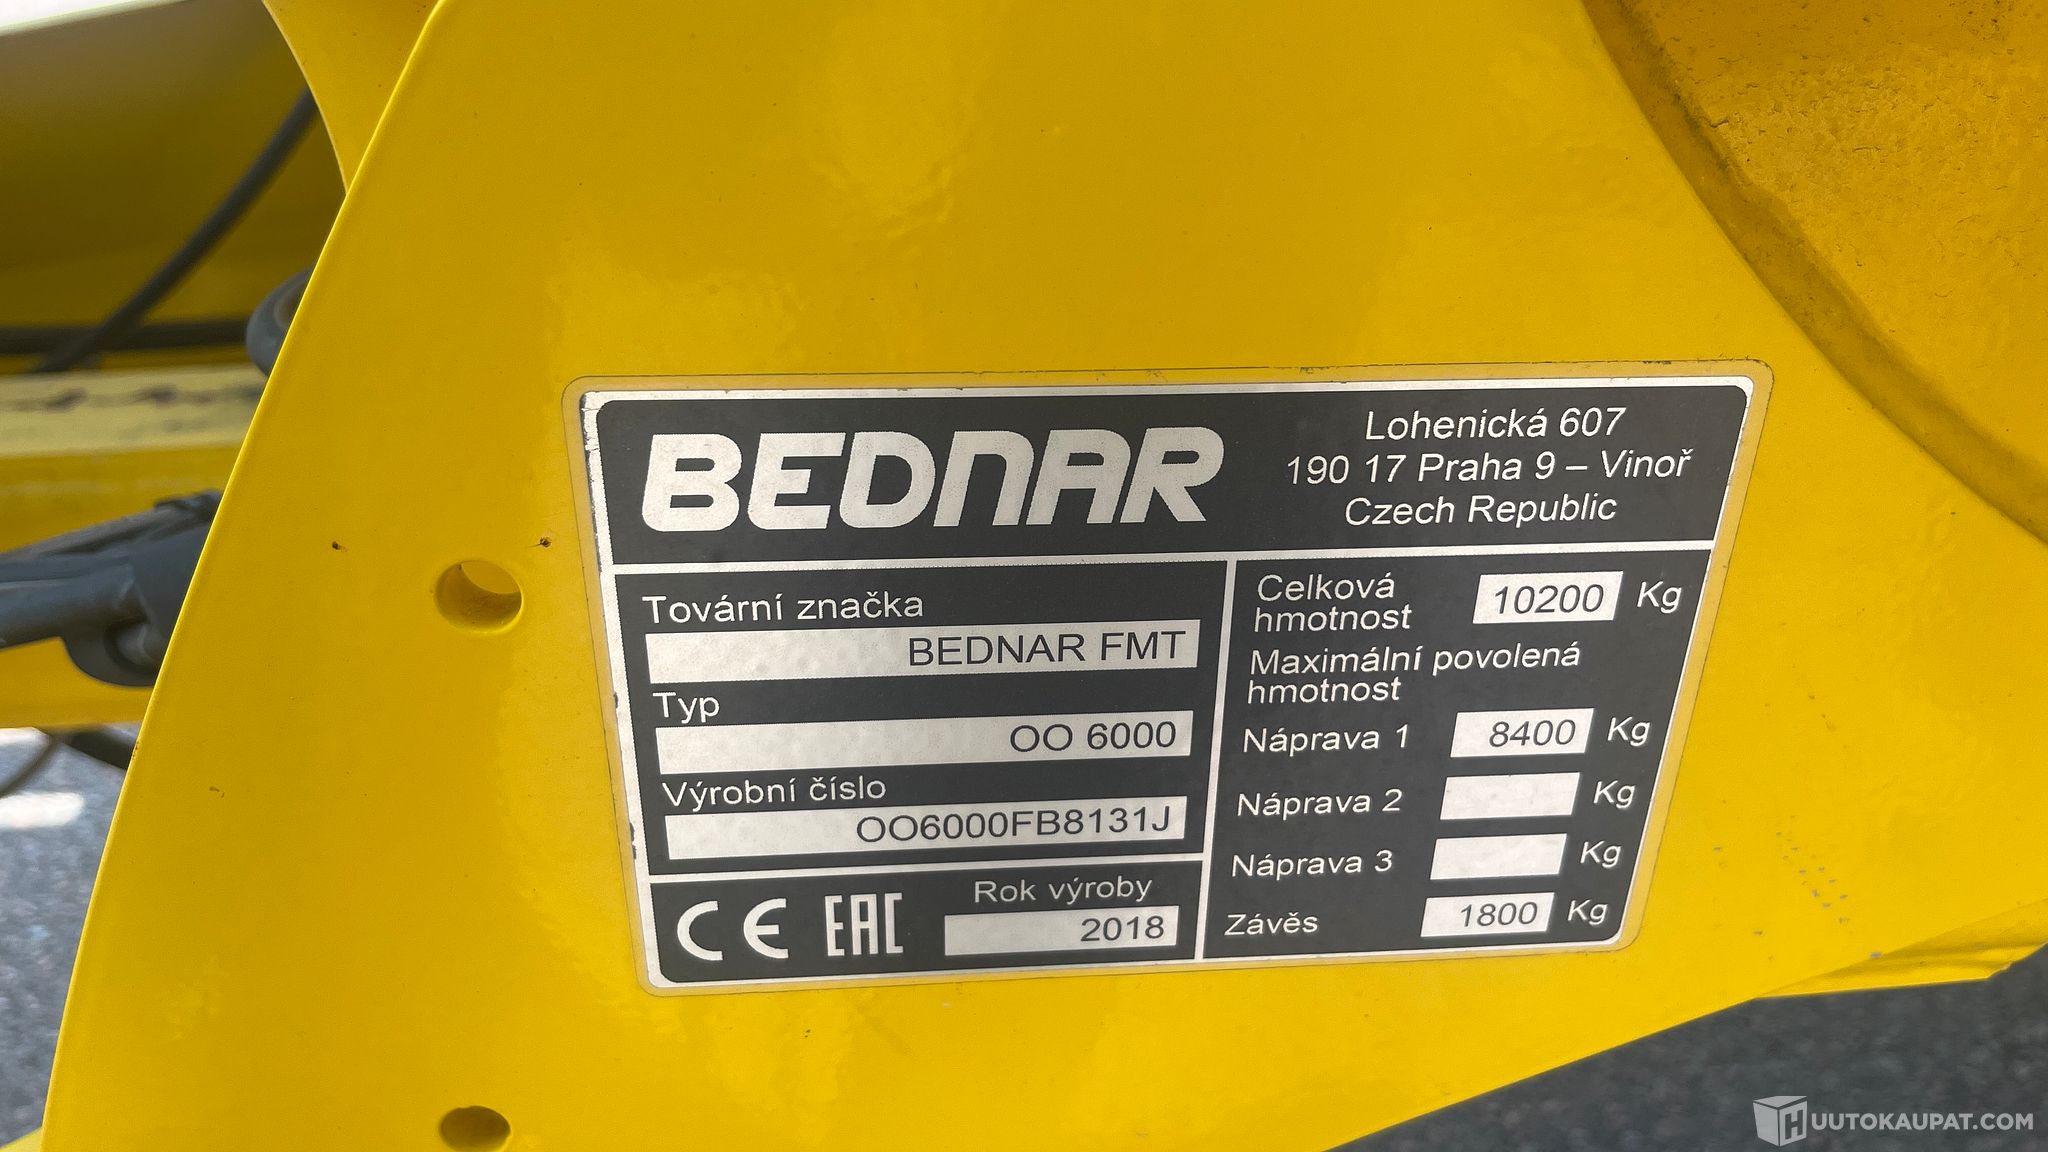 BEDNAR
Lohenická 607
190 17 Praha 9 – Vinoř
Czech Republic
Tovární značka
BEDNAR FMT
Typ
OO 6000
Výrobní číslo
OO6000FB8131J
CE EAC
Rok výroby
2018
Celková
hmotnost 10200 Kg
Maximální povolená
hmotnost
Náprava 1 8400 Kg
Náprava 2 Kg
Náprava 3 Kg
Závěs 1800 Kg
HUUTOKAUPAT.COM